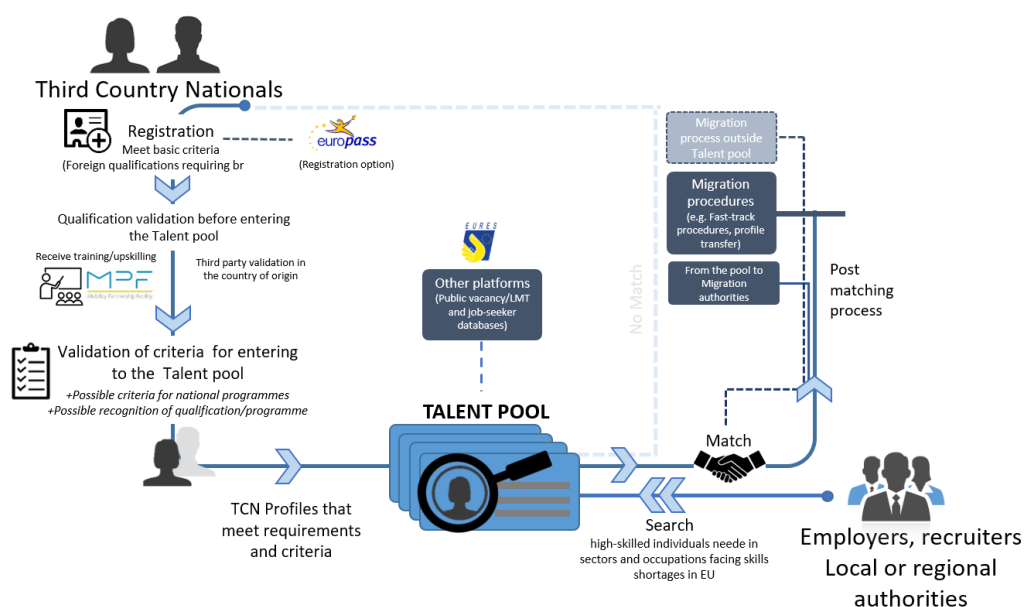 Third Country Nationals
Registration
Meet basic criteria
(Foreign qualifications requiring br
europass
(Registration option)
Qualification validation before entering
the Talent pool
Receive training/upskilling
MPF
Mobility Partnership Facility
Third party validation in
the country of origin
Validation of criteria for entering
to the Talent pool
+Possible criteria for national programmes
+Possible recognition of qualification/programme
TCN Profiles that
meet requirements
and criteria
EURES
Other platforms
(Public vacancy/LMT
and job-seeker
databases)
TALENT POOL
No Match
Migration
process outside
Talent pool
Migration
procedures
(e.g. Fast-track
procedures, profile
transfer)
From the pool to
Migration
authorities
Post
matching
process
Match
Search
high-skilled individuals neede in
sectors and occupations facing skills
shortages in EU
Employers, recruiters
Local or regional
authorities